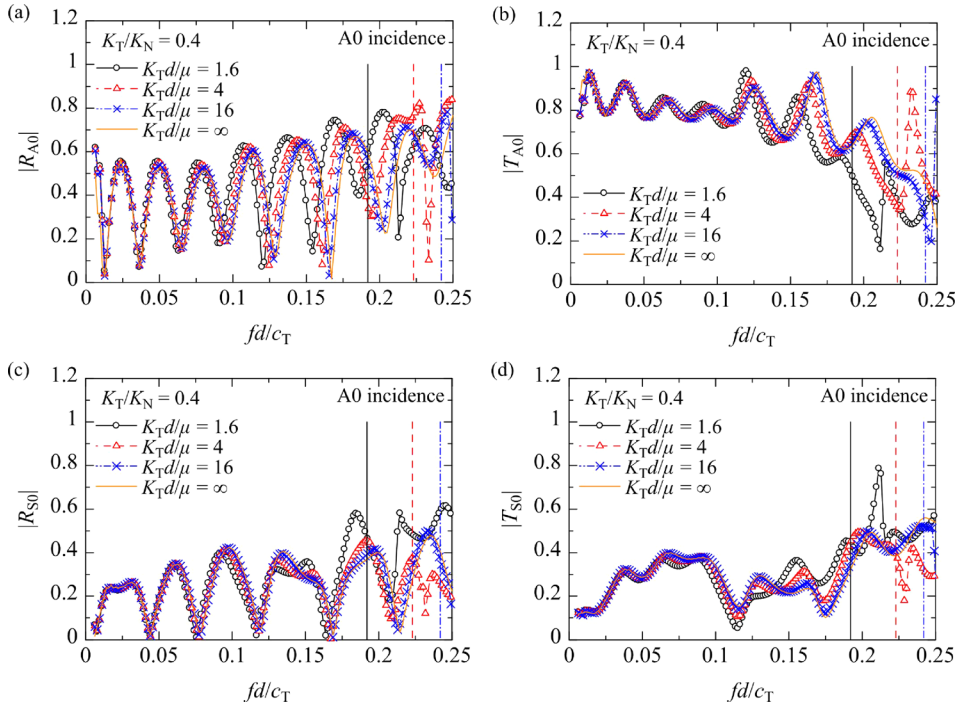 (a)
K_T/K_N = 0.4
A0 incidence
K_Td/μ = 1.6
K_Td/μ = 4
K_Td/μ = 16
K_Td/μ = ∞
|R_A0|
1.2
1
0.8
0.6
0.4
0.2
0
0 0.05 0.1 0.15 0.2 0.25
fd/c_T
(b)
K_T/K_N = 0.4
A0 incidence
K_Td/μ = 1.6
K_Td/μ = 4
K_Td/μ = 16
K_Td/μ = ∞
|T_A0|
1.2
1
0.8
0.6
0.4
0.2
0
0 0.05 0.1 0.15 0.2 0.25
fd/c_T
(c)
K_T/K_N = 0.4
A0 incidence
K_Td/μ = 1.6
K_Td/μ = 4
K_Td/μ = 16
K_Td/μ = ∞
|R_S0|
1.2
1
0.8
0.6
0.4
0.2
0
0 0.05 0.1 0.15 0.2 0.25
fd/c_T
(d)
K_T/K_N = 0.4
A0 incidence
K_Td/μ = 1.6
K_Td/μ = 4
K_Td/μ = 16
K_Td/μ = ∞
|T_S0|
1.2
1
0.8
0.6
0.4
0.2
0
0 0.05 0.1 0.15 0.2 0.25
fd/c_T